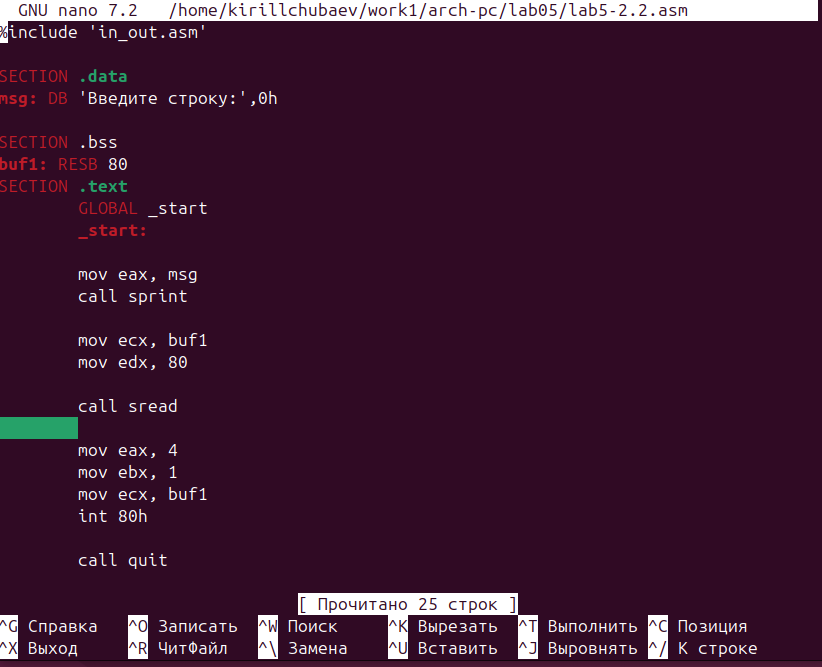 GNU nano 7.2 /home/kirillchubaev/work1/arch-pc/lab05/lab5-2.2.asm
%include 'in_out.asm'
SECTION .data
msg: DB 'Введите строку:',0h
SECTION .bss
buf1: RESB 80
SECTION .text
GLOBAL _start
_start:
mov eax, msg
call sprint
mov ecx, buf1
mov edx, 80
call sread
mov eax, 4
mov ebx, 1
mov ecx, buf1
int 80h
call quit
[ Прочитано 25 строк ]
^G Справка ^O Записать ^W Поиск ^K Вырезать ^T Выполнить ^C Позиция
^X Выход ^R ЧитФайл ^\ Замена ^U Вставить ^J Выровнять ^/ К строке